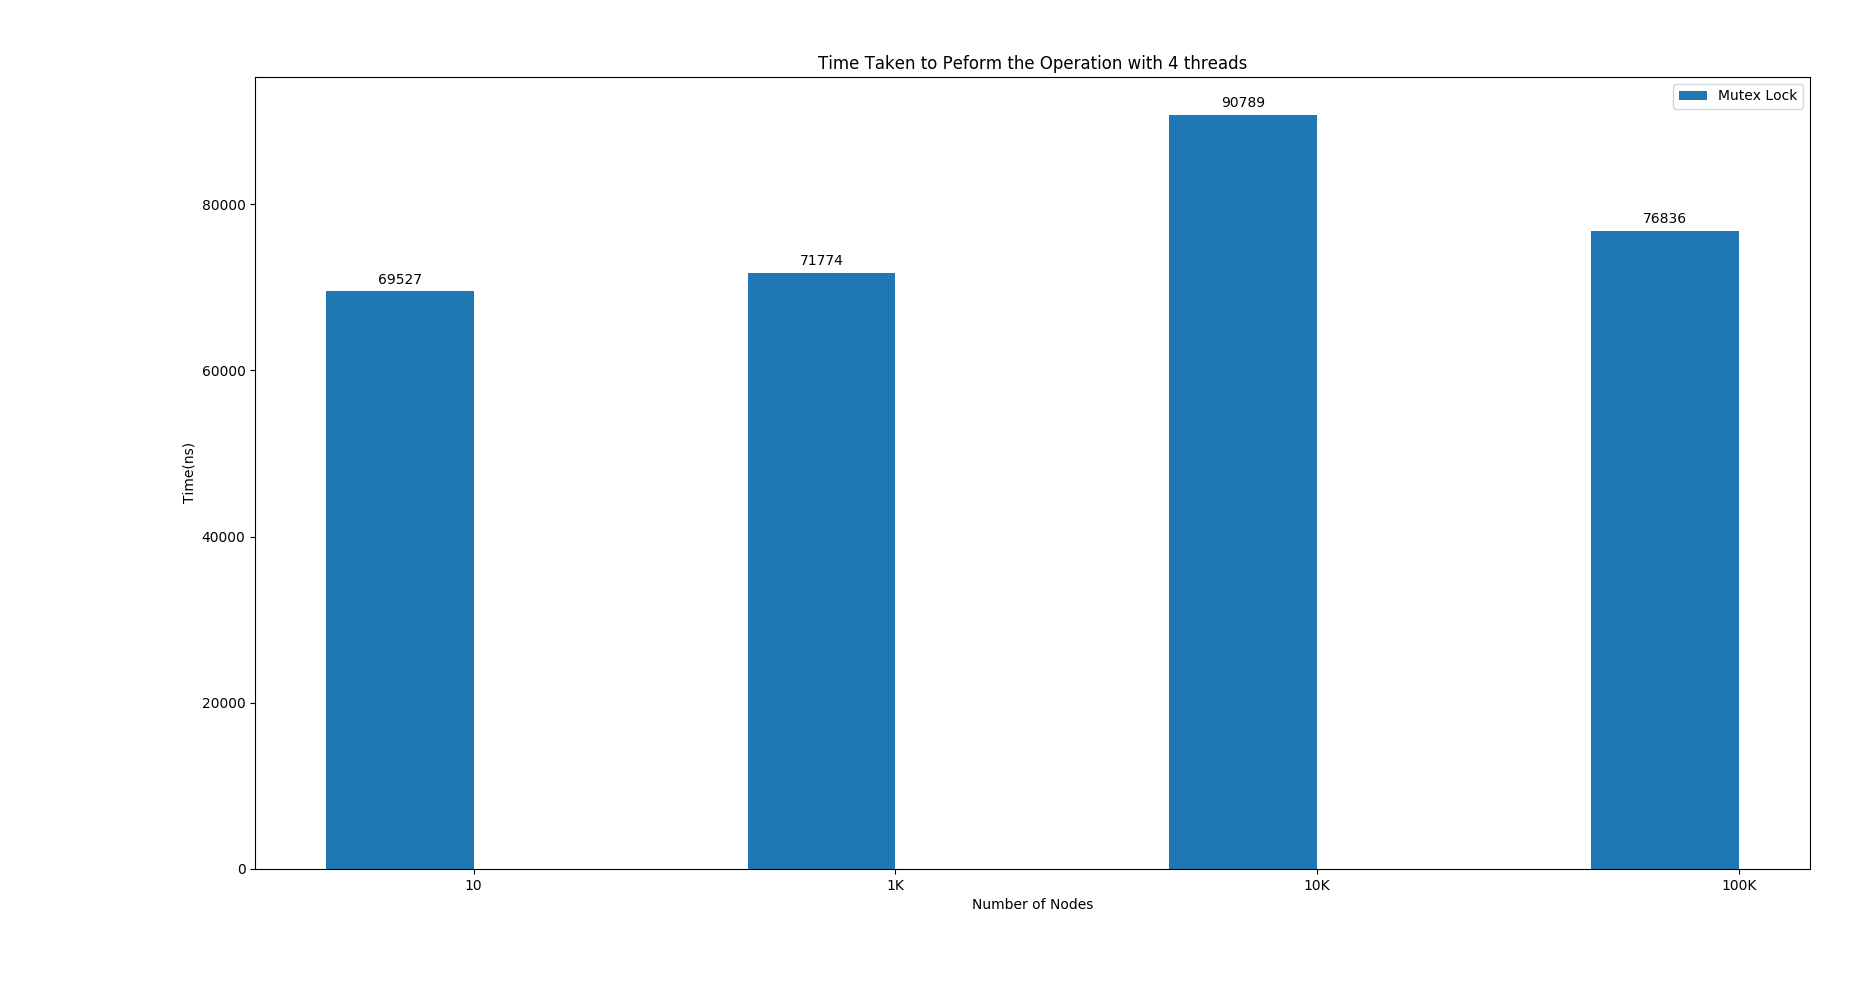 Time Taken to Peform the Operation with 4 threads
Mutex Lock
90789
76836
71774
69527
80000
60000
40000
20000
0
Time(ns)
10 1K 10K 100K
Number of Nodes